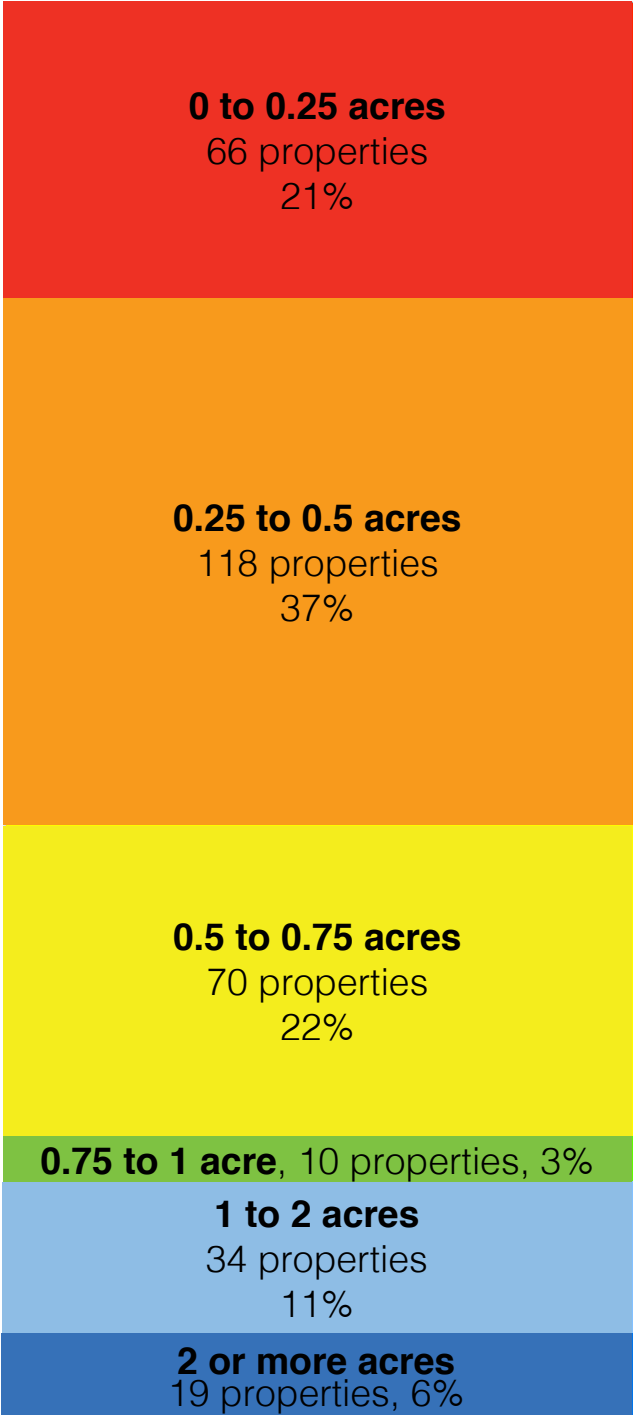 0 to 0.25 acres
66 properties
21%
0.25 to 0.5 acres
118 properties
37%
0.5 to 0.75 acres
70 properties
22%
0.75 to 1 acre, 10 properties, 3%
1 to 2 acres
34 properties
11%
2 or more acres
19 properties, 6%